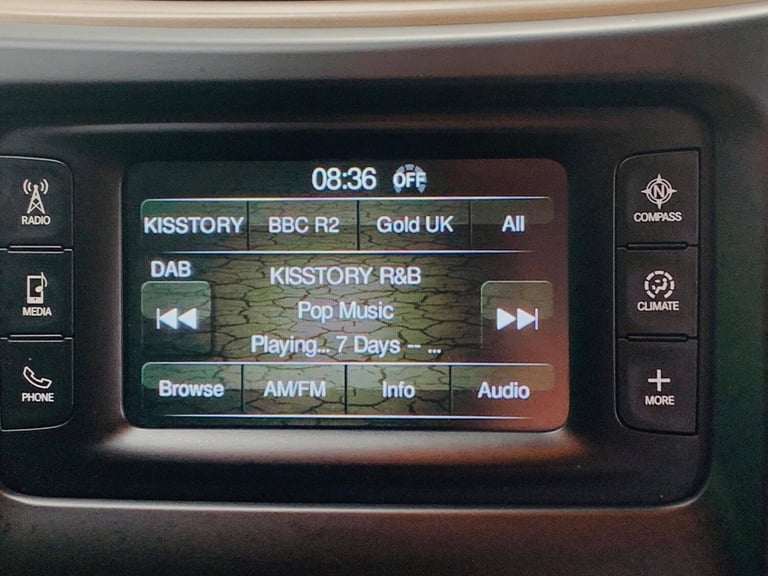 08:36 OFF
KISSTORY BBC R2 Gold UK All
DAB
KISSTORY R&B
Pop Music
Playing... 7 Days -- ...
Browse AM/FM Info Audio
RADIO
MEDIA
PHONE
N
COMPASS
CLIMATE
MORE